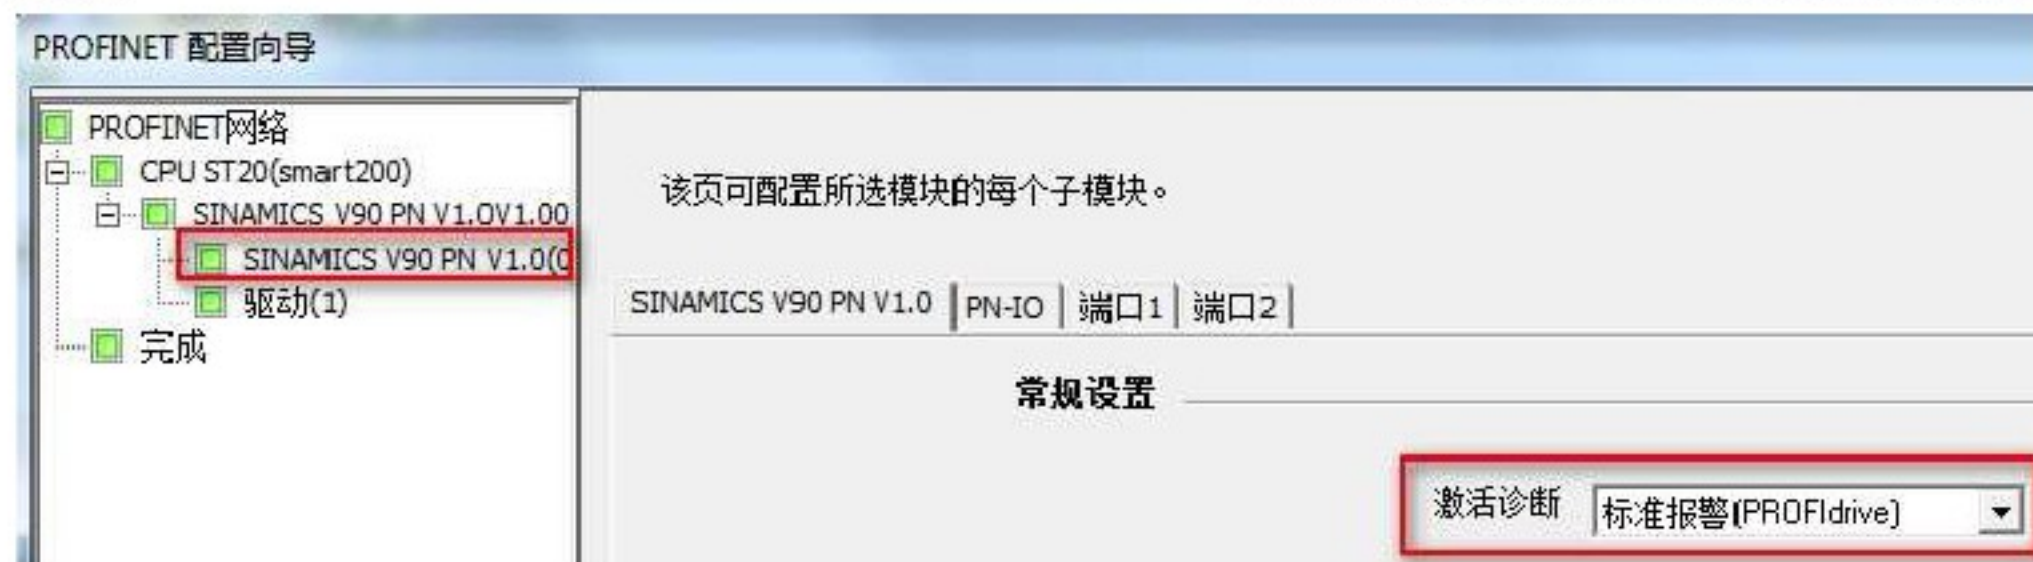 PROFINET 配置向导
PROFINET网络
CPU ST20(smart200)
SINAMICS V90 PN V1.0V1.00
SINAMICS V90 PN V1.0(0
驱动(1)
完成
该页可配置所选模块的每个子模块。
SINAMICS V90 PN V1.0 PN-IO 端口1 端口2
常规设置
激活诊断 标准报警(PROFIdrive)